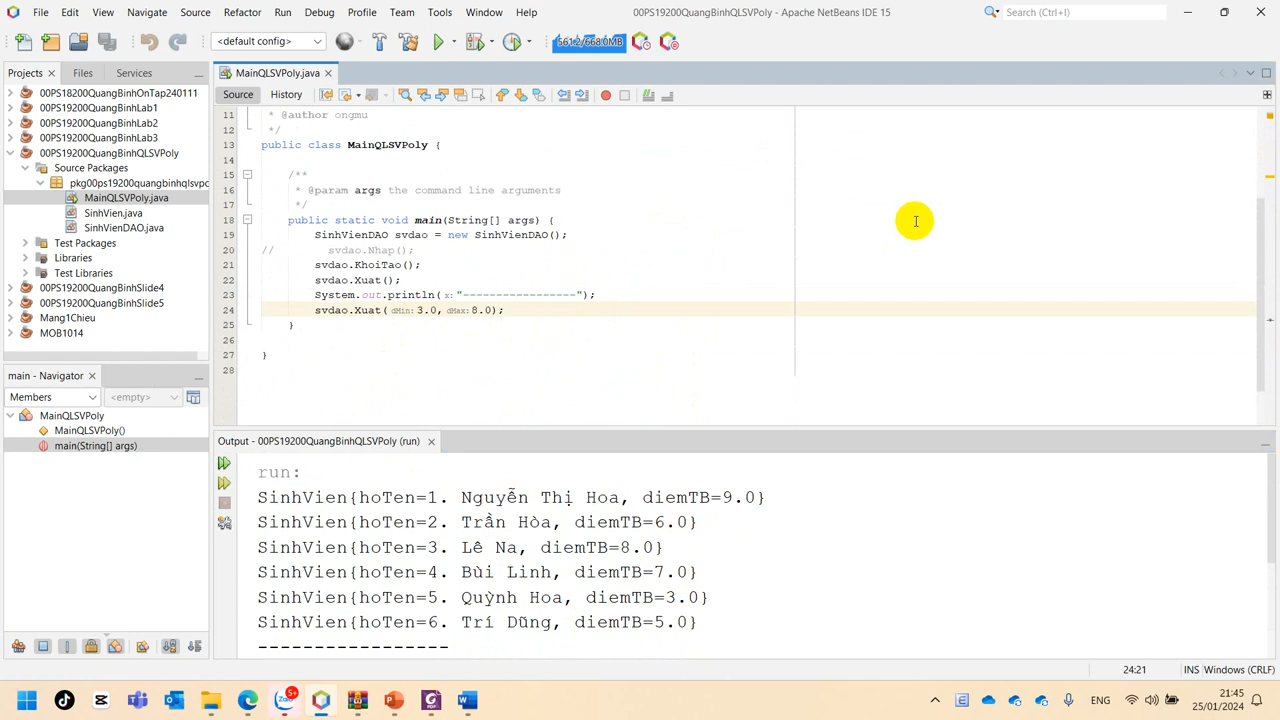 File Edit View Navigate Source Refactor Run Debug Profile Team Tools Window Help 00PS19200QuangBinhQLSVPoly - Apache NetBeans IDE 15 Search (Ctrl+I)
<default config> 561.2/668.0MB
Projects Files Services MainQLSVPoly.java
Source History
00PS18200QuangBinhOnTap240111
00PS19200QuangBinhLab1
00PS19200QuangBinhLab2
00PS19200QuangBinhLab3
00PS19200QuangBinhQLSVPoly
Source Packages
pkg00ps19200quangbinhqlsvpo
MainQLSVPoly.java
SinhVien.java
SinhVienDAO.java
Test Packages
Libraries
Test Libraries
00PS19200QuangBinhSlide4
00PS19200QuangBinhSlide5
Mang1Chieu
MOB1014
11 * @author ongmu
12 */
13 public class MainQLSVPoly {
14
15 /**
16 * @param args the command line arguments
17 */
18 public static void main(String[] args) {
19 SinhVienDAO svdao = new SinhVienDAO();
20 // svdao.Nhap();
21 svdao.KhoiTao();
22 svdao.Xuat();
23 System.out.println(x:"-----------------");
24 svdao.Xuat(dMin:3.0,dMax:8.0);
25 }
26
27 }
28
main - Navigator
Members <empty>
MainQLSVPoly
MainQLSVPoly()
main(String[] args)
Output - 00PS19200QuangBinhQLSVPoly (run)
run:
SinhVien{hoTen=1. Nguyễn Thị Hoa, diemTB=9.0}
SinhVien{hoTen=2. Trần Hòa, diemTB=6.0}
SinhVien{hoTen=3. Lê Na, diemTB=8.0}
SinhVien{hoTen=4. Bùi Linh, diemTB=7.0}
SinhVien{hoTen=5. Quỳnh Hoa, diemTB=3.0}
SinhVien{hoTen=6. Trí Dũng, diemTB=5.0}
-----------------
24:21 INS Windows (CRLF)
Zalo 5+ PDF ENG 21:45
25/01/2024